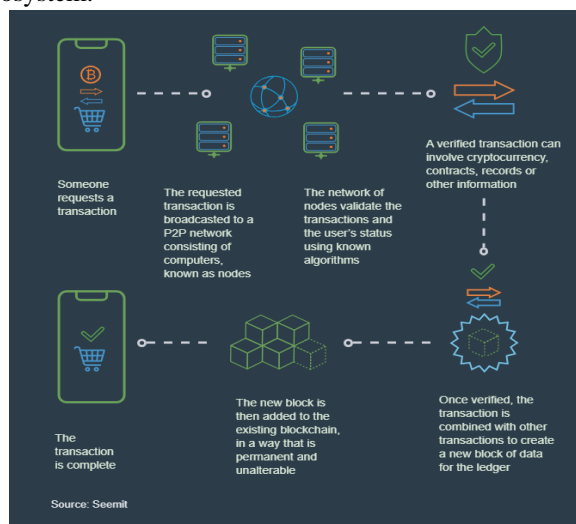 osystem.
Someone
requests a
transaction
The requested
transaction is
broadcasted to a
P2P network
consisting of
computers,
known as nodes
The network of
nodes validate the
transactions and
the user's status
using known
algorithms
A verified transaction can
involve cryptocurrency,
contracts, records or
other information
Once verified, the
transaction is
combined with other
transactions to create
a new block of data
for the ledger
The new block is
then added to the
existing blockchain,
in a way that is
permanent and
unalterable
The
transaction
is complete
Source: Seemit